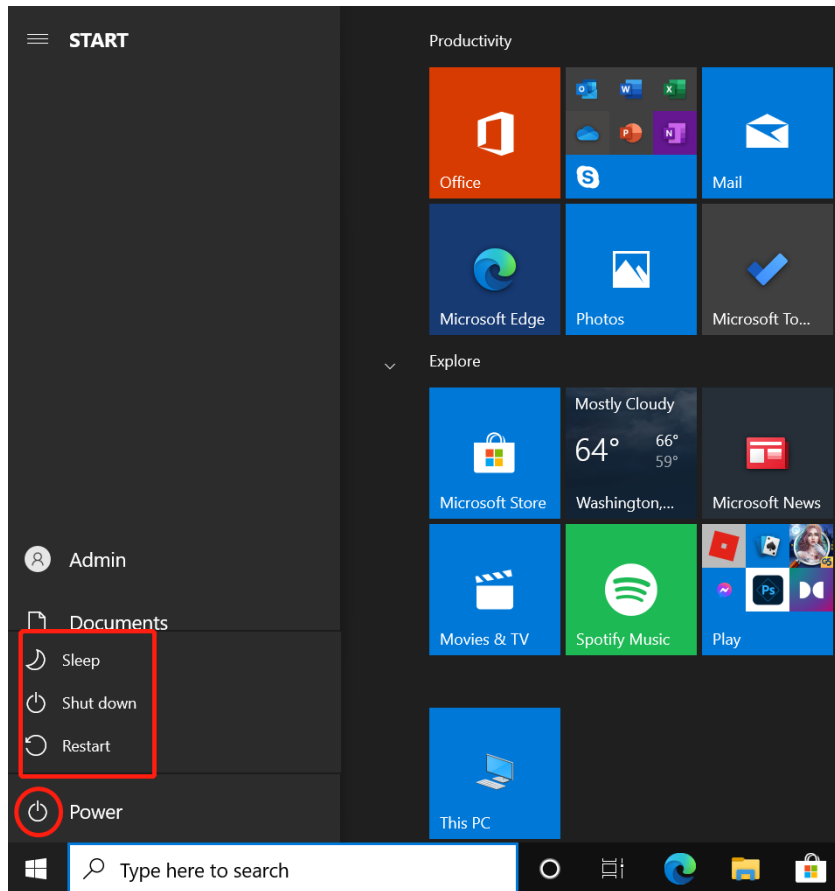 START
Admin
Documents
Sleep
Shut down
Restart
Power
Productivity
Office
Mail
Microsoft Edge
Photos
Microsoft To...
Explore
Microsoft Store
Mostly Cloudy
64° 66°
59°
Washington,...
Microsoft News
Movies & TV
Spotify Music
Play
This PC
Type here to search